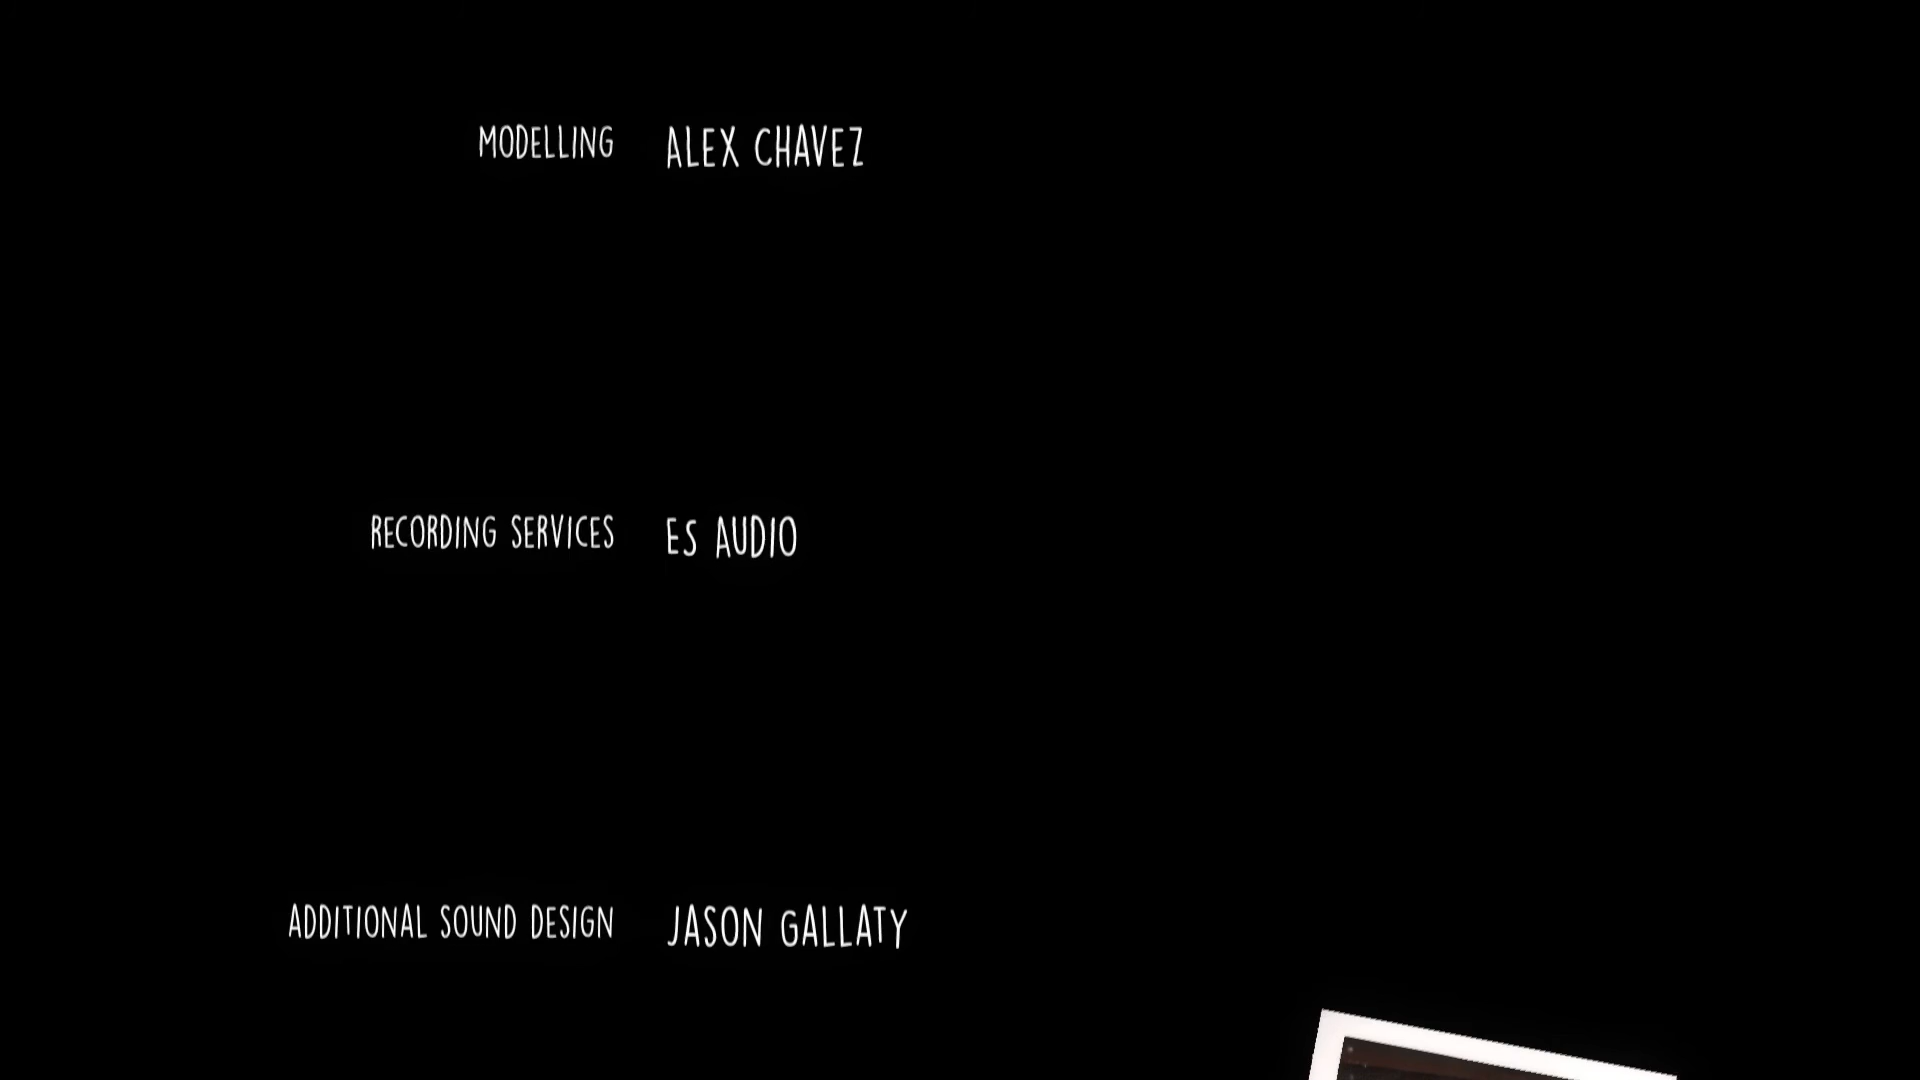 MODELLING ALEX CHAVEZ
RECORDING SERVICES ES AUDIO
ADDITIONAL SOUND DESIGN JASON GALLATY